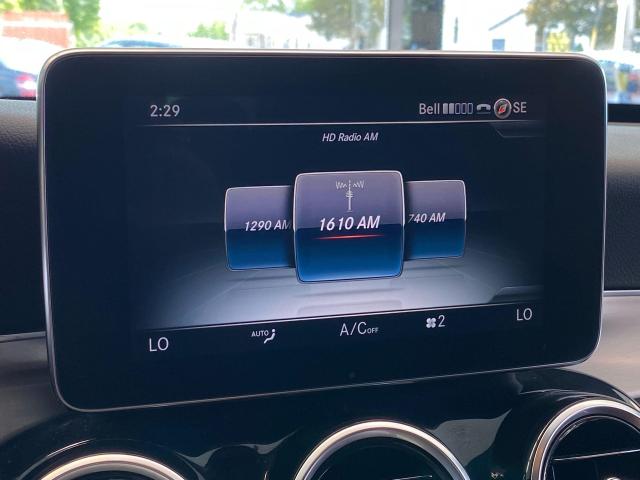 2:29 Bell SE
HD Radio AM
1290 AM 1610 AM 740 AM
LO AUTO A/C OFF 2 LO